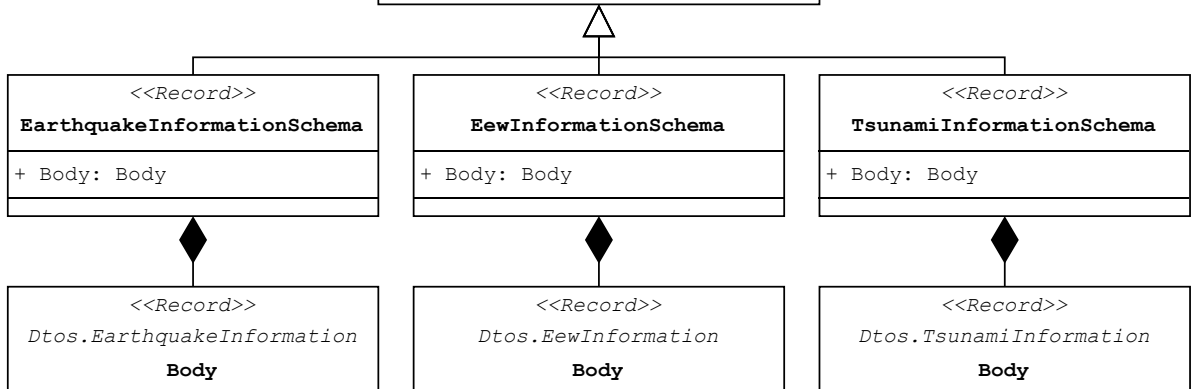 <<Record>>
EarthquakeInformationSchema
+ Body: Body
<<Record>>
EewInformationSchema
+ Body: Body
<<Record>>
TsunamiInformationSchema
+ Body: Body
<<Record>>
Dtos.EarthquakeInformation
Body
<<Record>>
Dtos.EewInformation
Body
<<Record>>
Dtos.TsunamiInformation
Body